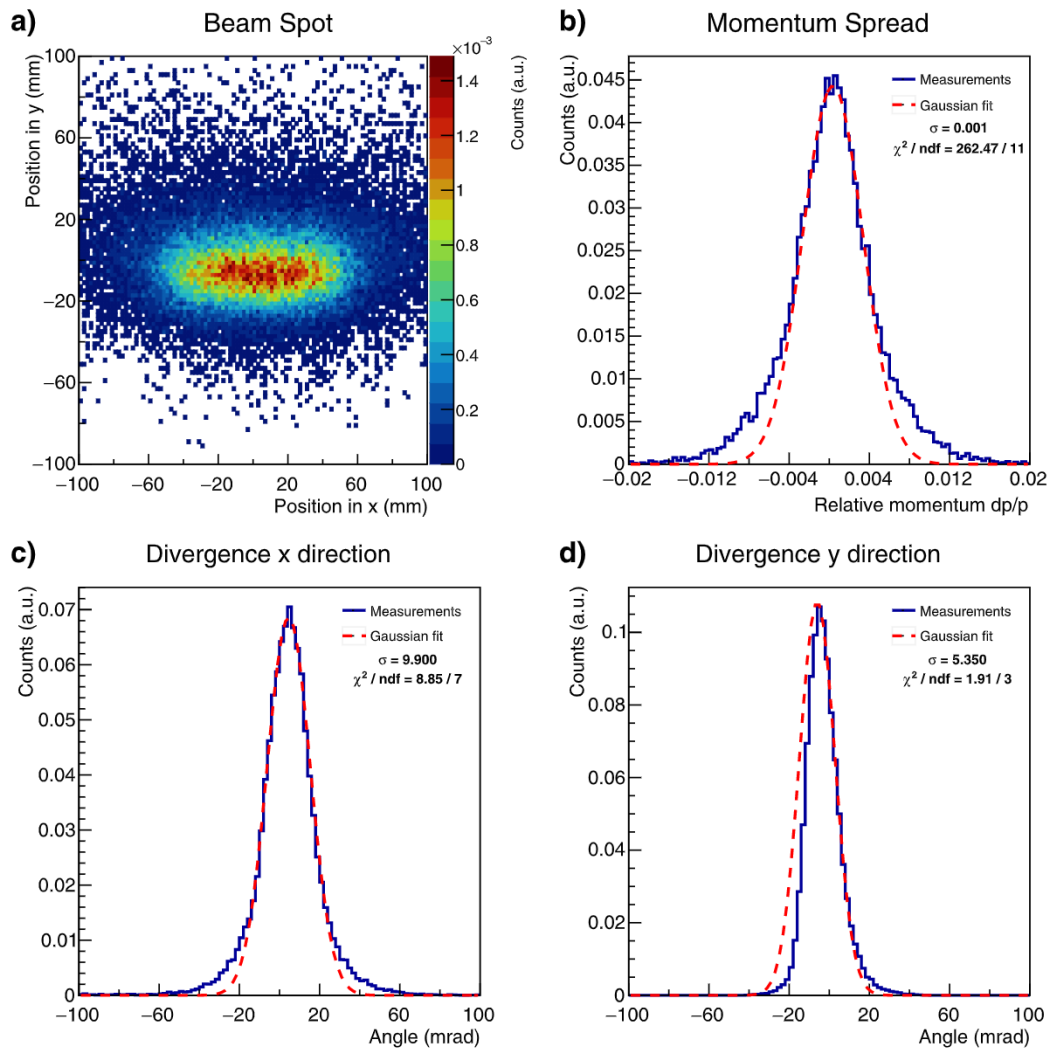 a) Beam Spot
×10⁻³
Position in y (mm)
100
60
20
−20
−60
−100
−100 −60 −20 20 60 100
Position in x (mm)
1.4
1.2
1
0.8
0.6
0.4
0.2
0
Counts (a.u.)
b) Momentum Spread
Counts (a.u.)
0.045
0.04
0.035
0.03
0.025
0.02
0.015
0.01
0.005
0
−0.02 −0.012 −0.004 0.004 0.012 0.02
Relative momentum dp/p
Measurements
Gaussian fit
σ = 0.001
χ² / ndf = 262.47 / 11
c) Divergence x direction
Counts (a.u.)
0.07
0.06
0.05
0.04
0.03
0.02
0.01
0
−100 −60 −20 20 60 100
Angle (mrad)
Measurements
Gaussian fit
σ = 9.900
χ² / ndf = 8.85 / 7
d) Divergence y direction
Counts (a.u.)
0.1
0.08
0.06
0.04
0.02
0
−100 −60 −20 20 60 100
Angle (mrad)
Measurements
Gaussian fit
σ = 5.350
χ² / ndf = 1.91 / 3